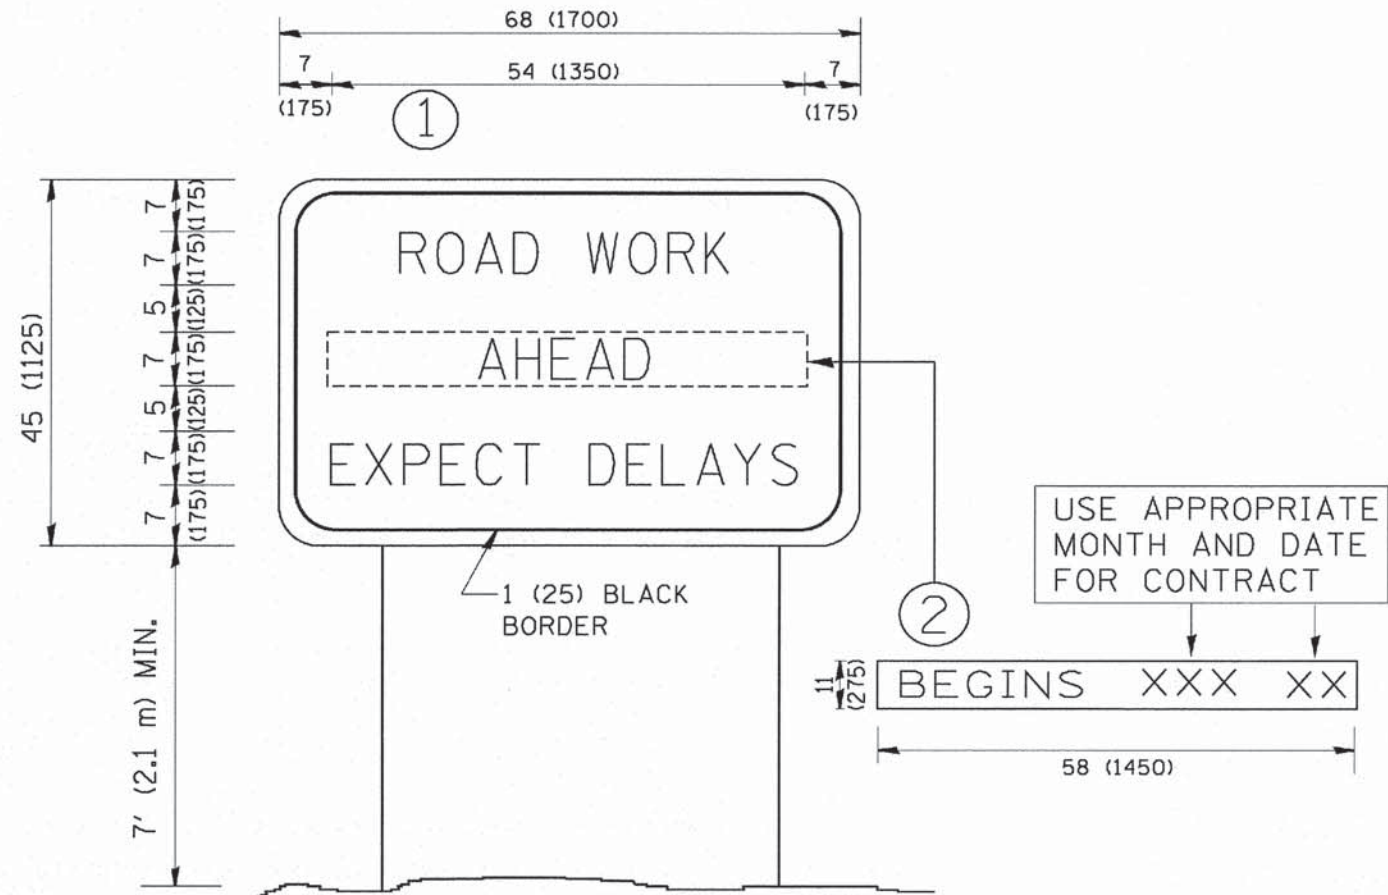 68 (1700)
7
54 (1350)
7
(175)
(175)
1
45 (1125)
7
(175)
7
(175)
5
(125)
7
(175)
5
(125)
7
(175)
7
(175)
ROAD WORK
AHEAD
EXPECT DELAYS
1 (25) BLACK
BORDER
7' (2.1 m) MIN.
USE APPROPRIATE
MONTH AND DATE
FOR CONTRACT
2
11
(275)
BEGINS XXX XX
58 (1450)